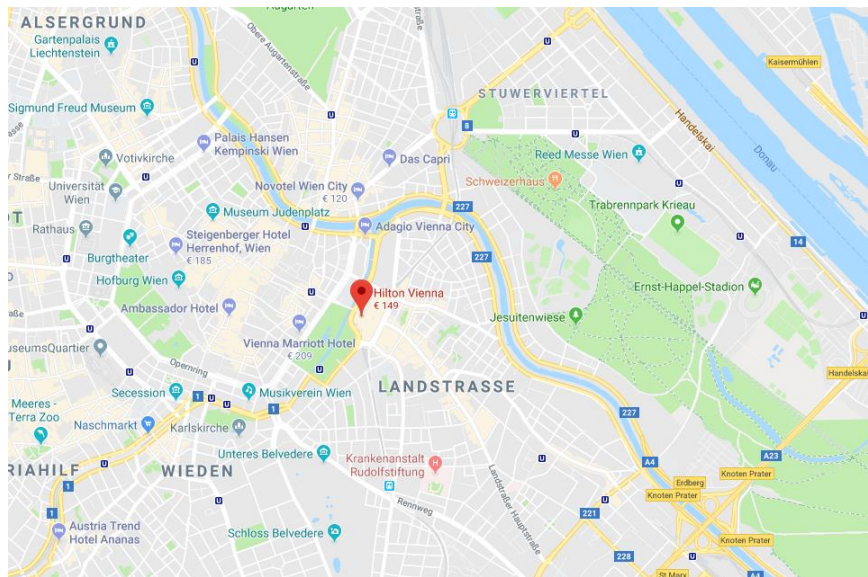 ALSERGRUND
Gartenpalais
Liechtenstein
Augarten
Obere Augartenstraße
Kaisermühlen
Sigmund Freud Museum
STUWERVIERTEL
8
Handelskai
Donau
Palais Hansen
Kempinski Wien
Votivkirche
Das Capri
Reed Messe Wien
er Straße
Universität
Wien
Novotel Wien City
€ 120
Schweizerhaus
Trabrennpark Krieau
227
Museum Judenplatz
Rathaus
Adagio Vienna City
Steigenberger Hotel
Herrenhof, Wien
€ 185
14
Burgtheater
227
Hofburg Wien
Ernst-Happel-Stadion
Hilton Vienna
€ 149
Ambassador Hotel
Jesuitenwiese
Vienna Marriott Hotel
€ 209
useumsQuartier
Opernring
Handelskai
LANDSTRASSE
Meeres -
Terra Zoo
Secession
1
Musikverein Wien
1
227
Naschmarkt
Karlskirche
Unteres Belvedere
Krankenanstalt
Rudolfstiftung
A23
A4
RIAHILF
WIEDEN
Erdberg
Knoten Prater
Knoten Prater
1
Landstraßer Hauptstraße
Rennweg
221
Austria Trend
Hotel Ananas
Schloss Belvedere
Knoten Prater
228
St Marx
A4